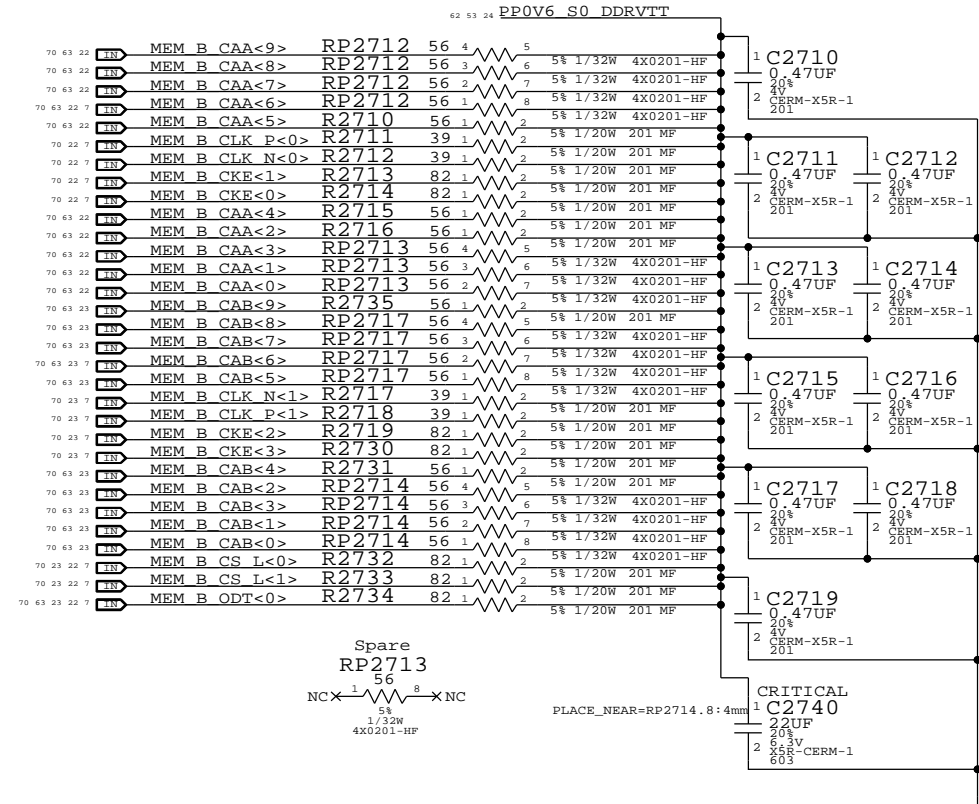 62 53 24 PP0V6_S0_DDRVTT
70 63 22 IN MEM_B_CAA<9> RP2712 56 4 5 5% 1/32W 4X0201-HF
70 63 22 IN MEM_B_CAA<8> RP2712 56 3 6 5% 1/32W 4X0201-HF
70 63 22 IN MEM_B_CAA<7> RP2712 56 2 7 5% 1/32W 4X0201-HF
70 63 22 7 IN MEM_B_CAA<6> RP2712 56 1 8 5% 1/32W 4X0201-HF
70 63 22 IN MEM_B_CAA<5> R2710 56 1 2 5% 1/20W 201 MF
70 22 7 IN MEM_B_CLK_P<0> R2711 39 1 2 5% 1/20W 201 MF
70 22 7 IN MEM_B_CLK_N<0> R2712 39 1 2 5% 1/20W 201 MF
70 22 7 IN MEM_B_CKE<1> R2713 82 1 2 5% 1/20W 201 MF
70 22 7 IN MEM_B_CKE<0> R2714 82 1 2 5% 1/20W 201 MF
70 63 22 IN MEM_B_CAA<4> R2715 56 1 2 5% 1/20W 201 MF
70 63 22 IN MEM_B_CAA<2> R2716 56 1 2 5% 1/20W 201 MF
70 63 22 IN MEM_B_CAA<3> RP2713 56 4 5 5% 1/32W 4X0201-HF
70 63 22 IN MEM_B_CAA<1> RP2713 56 3 6 5% 1/32W 4X0201-HF
70 63 22 IN MEM_B_CAA<0> RP2713 56 2 7 5% 1/32W 4X0201-HF
70 63 23 IN MEM_B_CAB<9> R2735 56 1 2 5% 1/20W 201 MF
70 63 23 IN MEM_B_CAB<8> RP2717 56 4 5 5% 1/32W 4X0201-HF
70 63 23 IN MEM_B_CAB<7> RP2717 56 3 6 5% 1/32W 4X0201-HF
70 63 23 7 IN MEM_B_CAB<6> RP2717 56 2 7 5% 1/32W 4X0201-HF
70 63 23 IN MEM_B_CAB<5> RP2717 56 1 8 5% 1/32W 4X0201-HF
70 23 7 IN MEM_B_CLK_N<1> R2717 39 1 2 5% 1/20W 201 MF
70 23 7 IN MEM_B_CLK_P<1> R2718 39 1 2 5% 1/20W 201 MF
70 23 7 IN MEM_B_CKE<2> R2719 82 1 2 5% 1/20W 201 MF
70 23 7 IN MEM_B_CKE<3> R2730 82 1 2 5% 1/20W 201 MF
70 63 23 IN MEM_B_CAB<4> R2731 56 1 2 5% 1/20W 201 MF
70 63 23 IN MEM_B_CAB<2> RP2714 56 4 5 5% 1/32W 4X0201-HF
70 63 23 IN MEM_B_CAB<3> RP2714 56 3 6 5% 1/32W 4X0201-HF
70 63 23 IN MEM_B_CAB<1> RP2714 56 2 7 5% 1/32W 4X0201-HF
70 63 23 IN MEM_B_CAB<0> RP2714 56 1 8 5% 1/32W 4X0201-HF
70 23 22 7 IN MEM_B_CS_L<0> R2732 82 1 2 5% 1/20W 201 MF
70 23 22 7 IN MEM_B_CS_L<1> R2733 82 1 2 5% 1/20W 201 MF
70 63 23 22 7 IN MEM_B_ODT<0> R2734 82 1 2 5% 1/20W 201 MF
Spare
RP2713
56
NC 1 8 NC
5%
1/32W
4X0201-HF
1 C2710
0.47UF
20%
4V
2 CERM-X5R-1
201
1 C2711
0.47UF
20%
4V
2 CERM-X5R-1
201
1 C2712
0.47UF
20%
4V
2 CERM-X5R-1
201
1 C2713
0.47UF
20%
4V
2 CERM-X5R-1
201
1 C2714
0.47UF
20%
4V
2 CERM-X5R-1
201
1 C2715
0.47UF
20%
4V
2 CERM-X5R-1
201
1 C2716
0.47UF
20%
4V
2 CERM-X5R-1
201
1 C2717
0.47UF
20%
4V
2 CERM-X5R-1
201
1 C2718
0.47UF
20%
4V
2 CERM-X5R-1
201
1 C2719
0.47UF
20%
4V
2 CERM-X5R-1
201
CRITICAL
PLACE_NEAR=RP2714.8:4mm
1 C2740
22UF
20%
6.3V
2 X5R-CERM-1
603